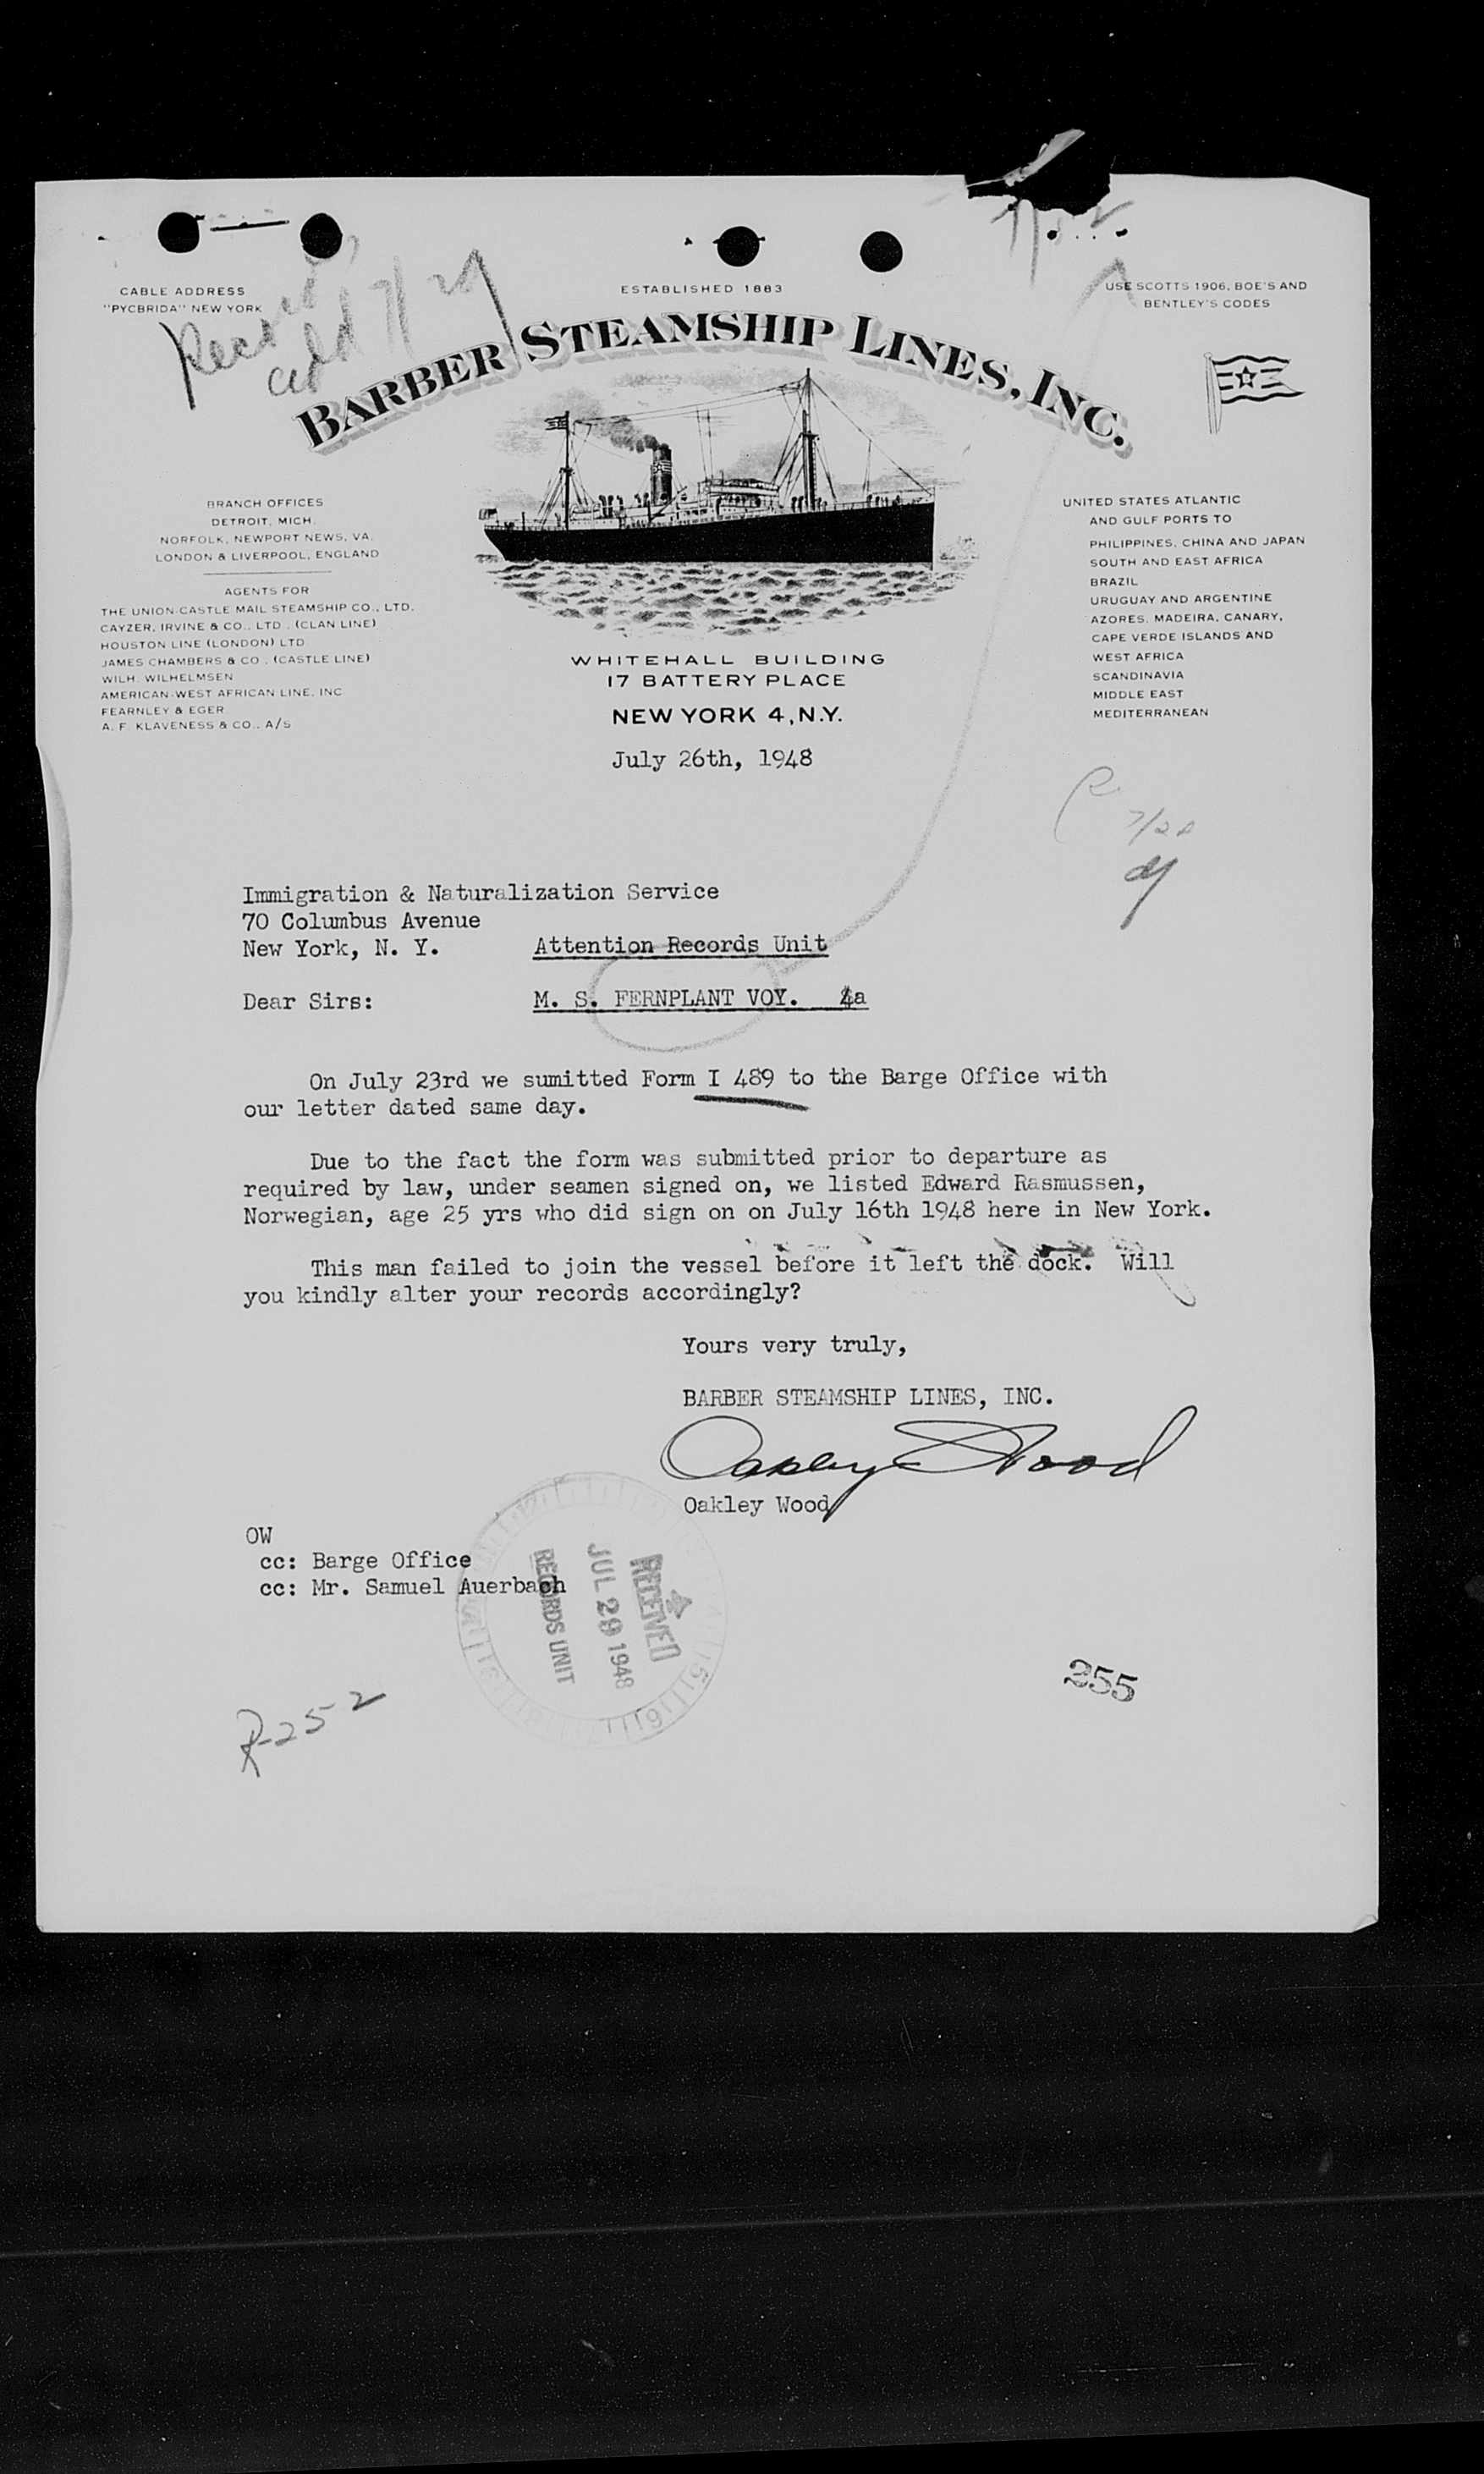 CABLE ADDRESS
"PYCBRIDA" NEW YORK
ESTABLISHED 1883
USE SCOTTS 1906, BOE'S AND
BENTLEY'S CODES
BARBER STEAMSHIP LINES, INC.
BRANCH OFFICES
DETROIT, MICH.
NORFOLK, NEWPORT NEWS, VA.
LONDON & LIVERPOOL, ENGLAND
AGENTS FOR
THE UNION-CASTLE MAIL STEAMSHIP CO., LTD.
CAYZER, IRVINE & CO., LTD. (CLAN LINE)
HOUSTON LINE (LONDON) LTD.
JAMES CHAMBERS & CO. (CASTLE LINE)
WILH. WILHELMSEN
AMERICAN-WEST AFRICAN LINE, INC.
FEARNLEY & EGER
A. F. KLAVENESS & CO., A/S
UNITED STATES ATLANTIC
AND GULF PORTS TO
PHILIPPINES, CHINA AND JAPAN
SOUTH AND EAST AFRICA
BRAZIL
URUGUAY AND ARGENTINE
AZORES, MADEIRA, CANARY,
CAPE VERDE ISLANDS AND
WEST AFRICA
SCANDINAVIA
MIDDLE EAST
MEDITERRANEAN
WHITEHALL BUILDING
17 BATTERY PLACE
NEW YORK 4, N.Y.
July 26th, 1948
Immigration & Naturalization Service
70 Columbus Avenue
New York, N. Y. Attention Records Unit
Dear Sirs: M. S. FERNPLANT VOY. 4a
On July 23rd we sumitted Form I 489 to the Barge Office with
our letter dated same day.
Due to the fact the form was submitted prior to departure as
required by law, under seamen signed on, we listed Edward Rasmussen,
Norwegian, age 25 yrs who did sign on on July 16th 1948 here in New York.
This man failed to join the vessel before it left the dock. Will
you kindly alter your records accordingly?
Yours very truly,
BARBER STEAMSHIP LINES, INC.
Oakley Wood
Oakley Wood
OW
cc: Barge Office
cc: Mr. Samuel Auerbach
RECEIVED
JUL 29 1948
RECORDS UNIT
255
R-252